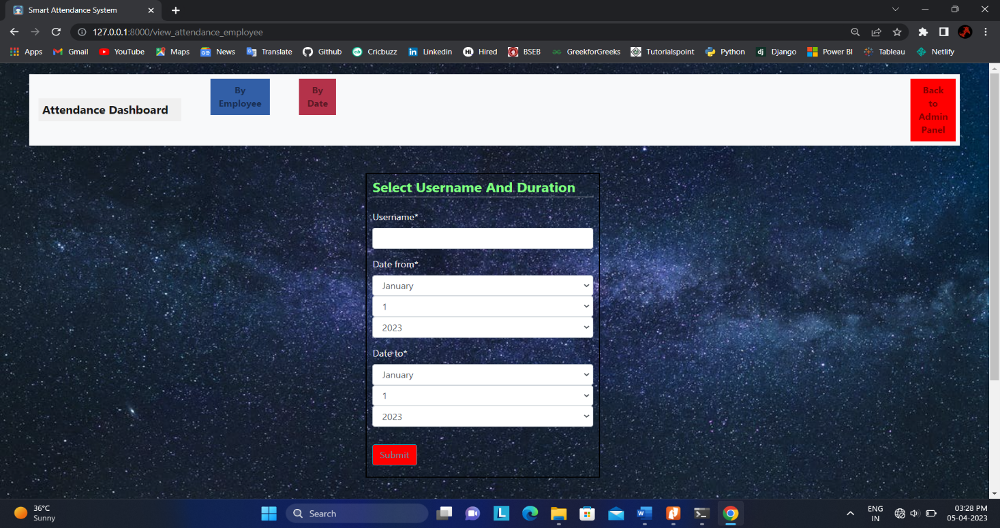 Smart Attendance System
127.0.0.1:8000/view_attendance_employee
Apps Gmail YouTube Maps News Translate Github Cricbuzz Linkedin Hired BSEB GreekforGreeks Tutorialspoint Python Django Power BI Tableau Netlify
Attendance Dashboard
By
Employee
By
Date
Back
to
Admin
Panel
Select Username And Duration
Username*
Date from*
January
1
2023
Date to*
January
1
2023
Submit
36°C
Sunny
Search
ENG
IN
03:28 PM
05-04-2023